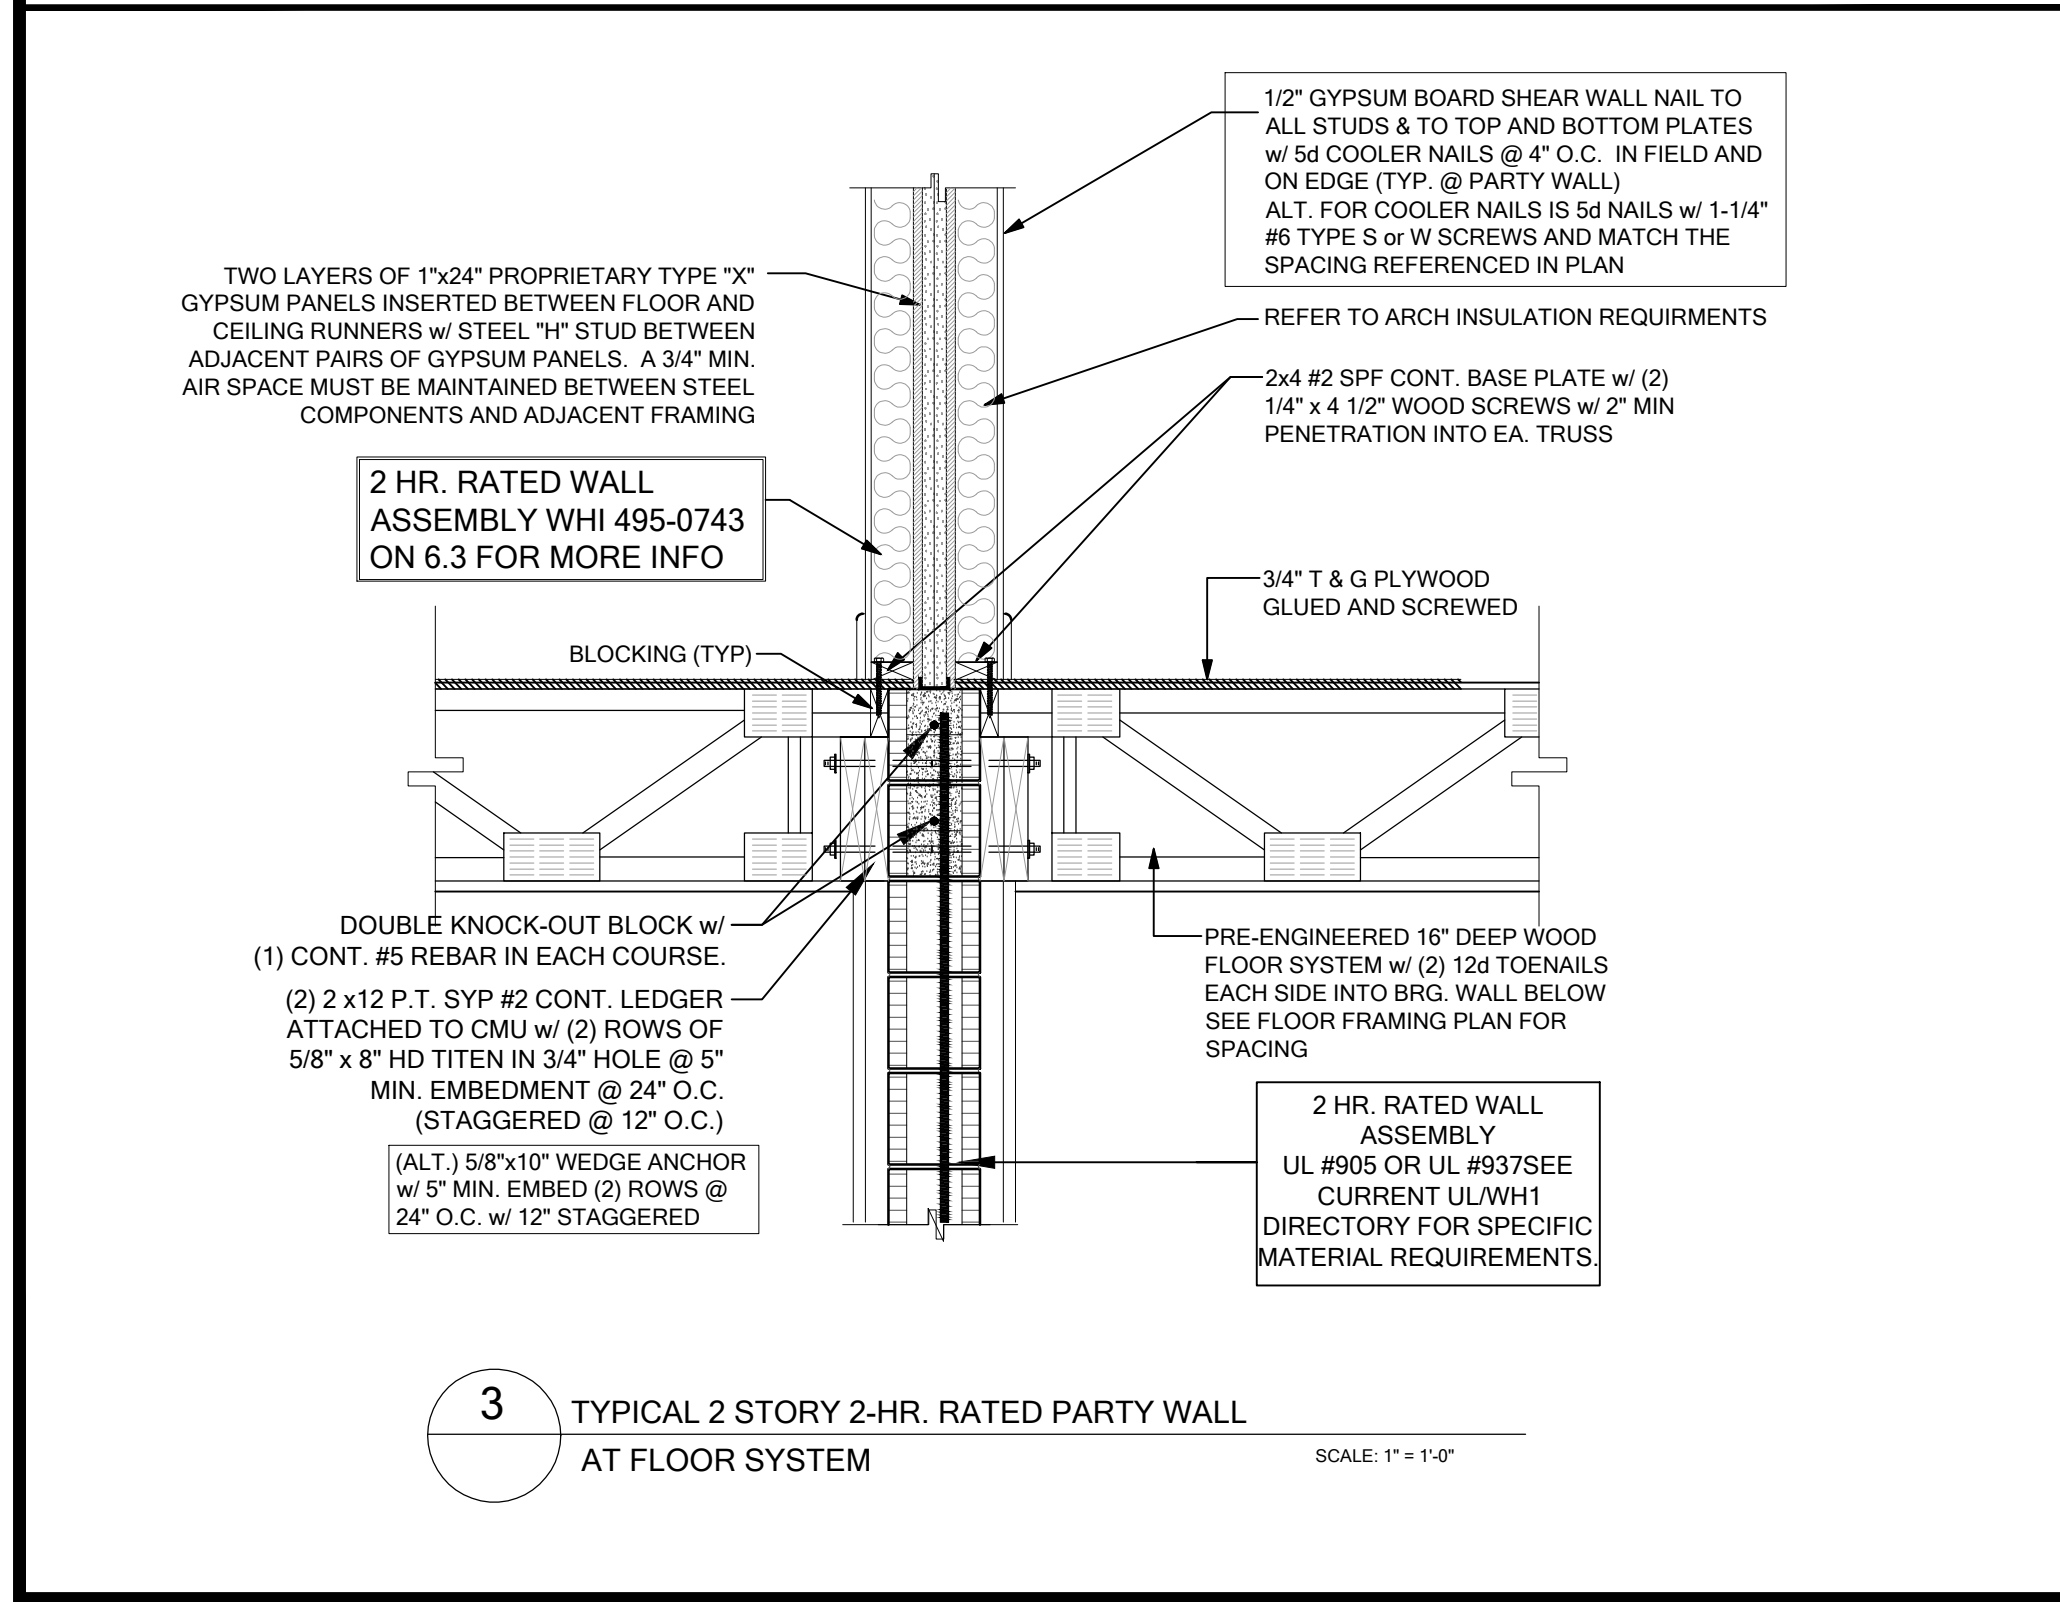 1/2" GYPSUM BOARD SHEAR WALL NAIL TO
ALL STUDS & TO TOP AND BOTTOM PLATES
w/ 5d COOLER NAILS @ 4" O.C. IN FIELD AND
ON EDGE (TYP. @ PARTY WALL)
ALT. FOR COOLER NAILS IS 5d NAILS w/ 1-1/4"
#6 TYPE S or W SCREWS AND MATCH THE
SPACING REFERENCED IN PLAN
TWO LAYERS OF 1"x24" PROPRIETARY TYPE "X"
GYPSUM PANELS INSERTED BETWEEN FLOOR AND
CEILING RUNNERS w/ STEEL "H" STUD BETWEEN
ADJACENT PAIRS OF GYPSUM PANELS. A 3/4" MIN.
AIR SPACE MUST BE MAINTAINED BETWEEN STEEL
COMPONENTS AND ADJACENT FRAMING
REFER TO ARCH INSULATION REQUIRMENTS
2x4 #2 SPF CONT. BASE PLATE w/ (2)
1/4" x 4 1/2" WOOD SCREWS w/ 2" MIN
PENETRATION INTO EA. TRUSS
2 HR. RATED WALL
ASSEMBLY WHI 495-0743
ON 6.3 FOR MORE INFO
3/4" T & G PLYWOOD
GLUED AND SCREWED
BLOCKING (TYP)
DOUBLE KNOCK-OUT BLOCK w/
(1) CONT. #5 REBAR IN EACH COURSE.
(2) 2 x12 P.T. SYP #2 CONT. LEDGER
ATTACHED TO CMU w/ (2) ROWS OF
5/8" x 8" HD TITEN IN 3/4" HOLE @ 5"
MIN. EMBEDMENT @ 24" O.C.
(STAGGERED @ 12" O.C.)
(ALT.) 5/8"x10" WEDGE ANCHOR
w/ 5" MIN. EMBED (2) ROWS @
24" O.C. w/ 12" STAGGERED
PRE-ENGINEERED 16" DEEP WOOD
FLOOR SYSTEM w/ (2) 12d TOENAILS
EACH SIDE INTO BRG. WALL BELOW
SEE FLOOR FRAMING PLAN FOR
SPACING
2 HR. RATED WALL
ASSEMBLY
UL #905 OR UL #937SEE
CURRENT UL/WH1
DIRECTORY FOR SPECIFIC
MATERIAL REQUIREMENTS.
3
TYPICAL 2 STORY 2-HR. RATED PARTY WALL
AT FLOOR SYSTEM
SCALE: 1" = 1'-0"